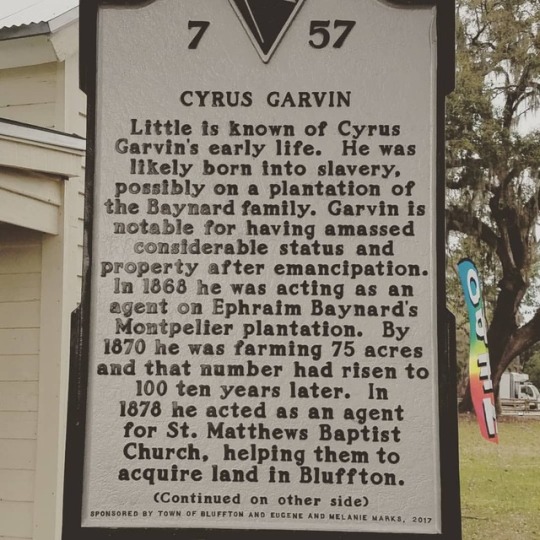 7 57
CYRUS GARVIN
Little is known of Cyrus
Garvin's early life. He was
likely born into slavery,
possibly on a plantation of
the Baynard family. Garvin is
notable for having amassed
considerable status and
property after emancipation.
In 1868 he was acting as an
agent on Ephraim Baynard's
Montpelier plantation. By
1870 he was farming 75 acres
and that number had risen to
100 ten years later. In
1878 he acted as an agent
for St. Matthews Baptist
Church, helping them to
acquire land in Bluffton.
(Continued on other side)
SPONSORED BY TOWN OF BLUFFTON AND EUGENE AND MELANIE MARKS, 2017
OPEN